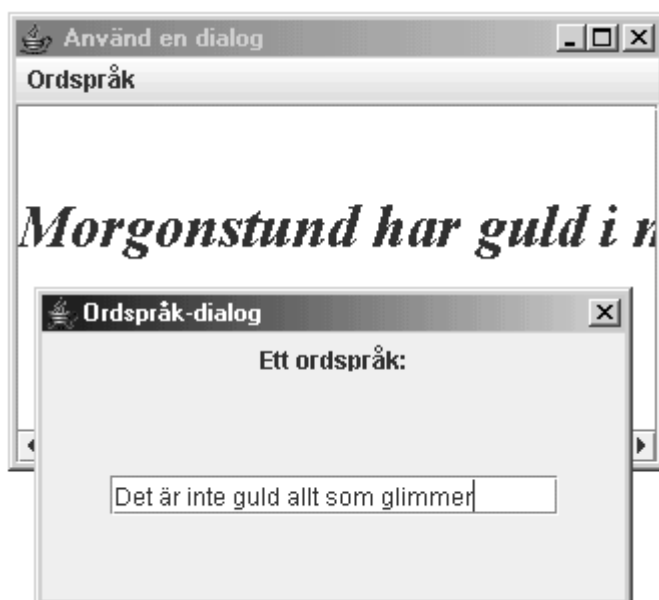 Använd en dialog
Ordspråk
Morgonstund har guld i
Ordspråk-dialog
Ett ordspråk:
Det är inte guld allt som glimmer